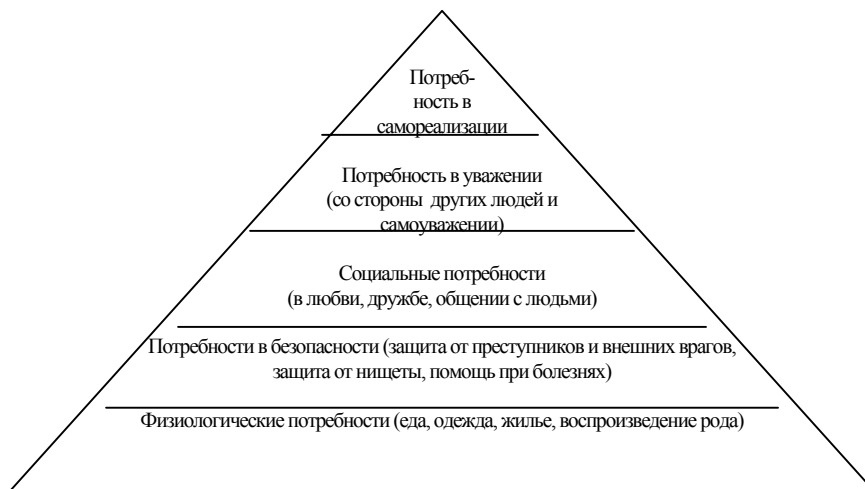 Потреб-
ность в
самореализации
Потребность в уважении
(со стороны других людей и
самоуважении)
Социальные потребности
(в любви, дружбе, общении с людьми)
Потребности в безопасности (защита от преступников и внешних врагов,
защита от нищеты, помощь при болезнях)
Физиологические потребности (еда, одежда, жилье, воспроизведение рода)